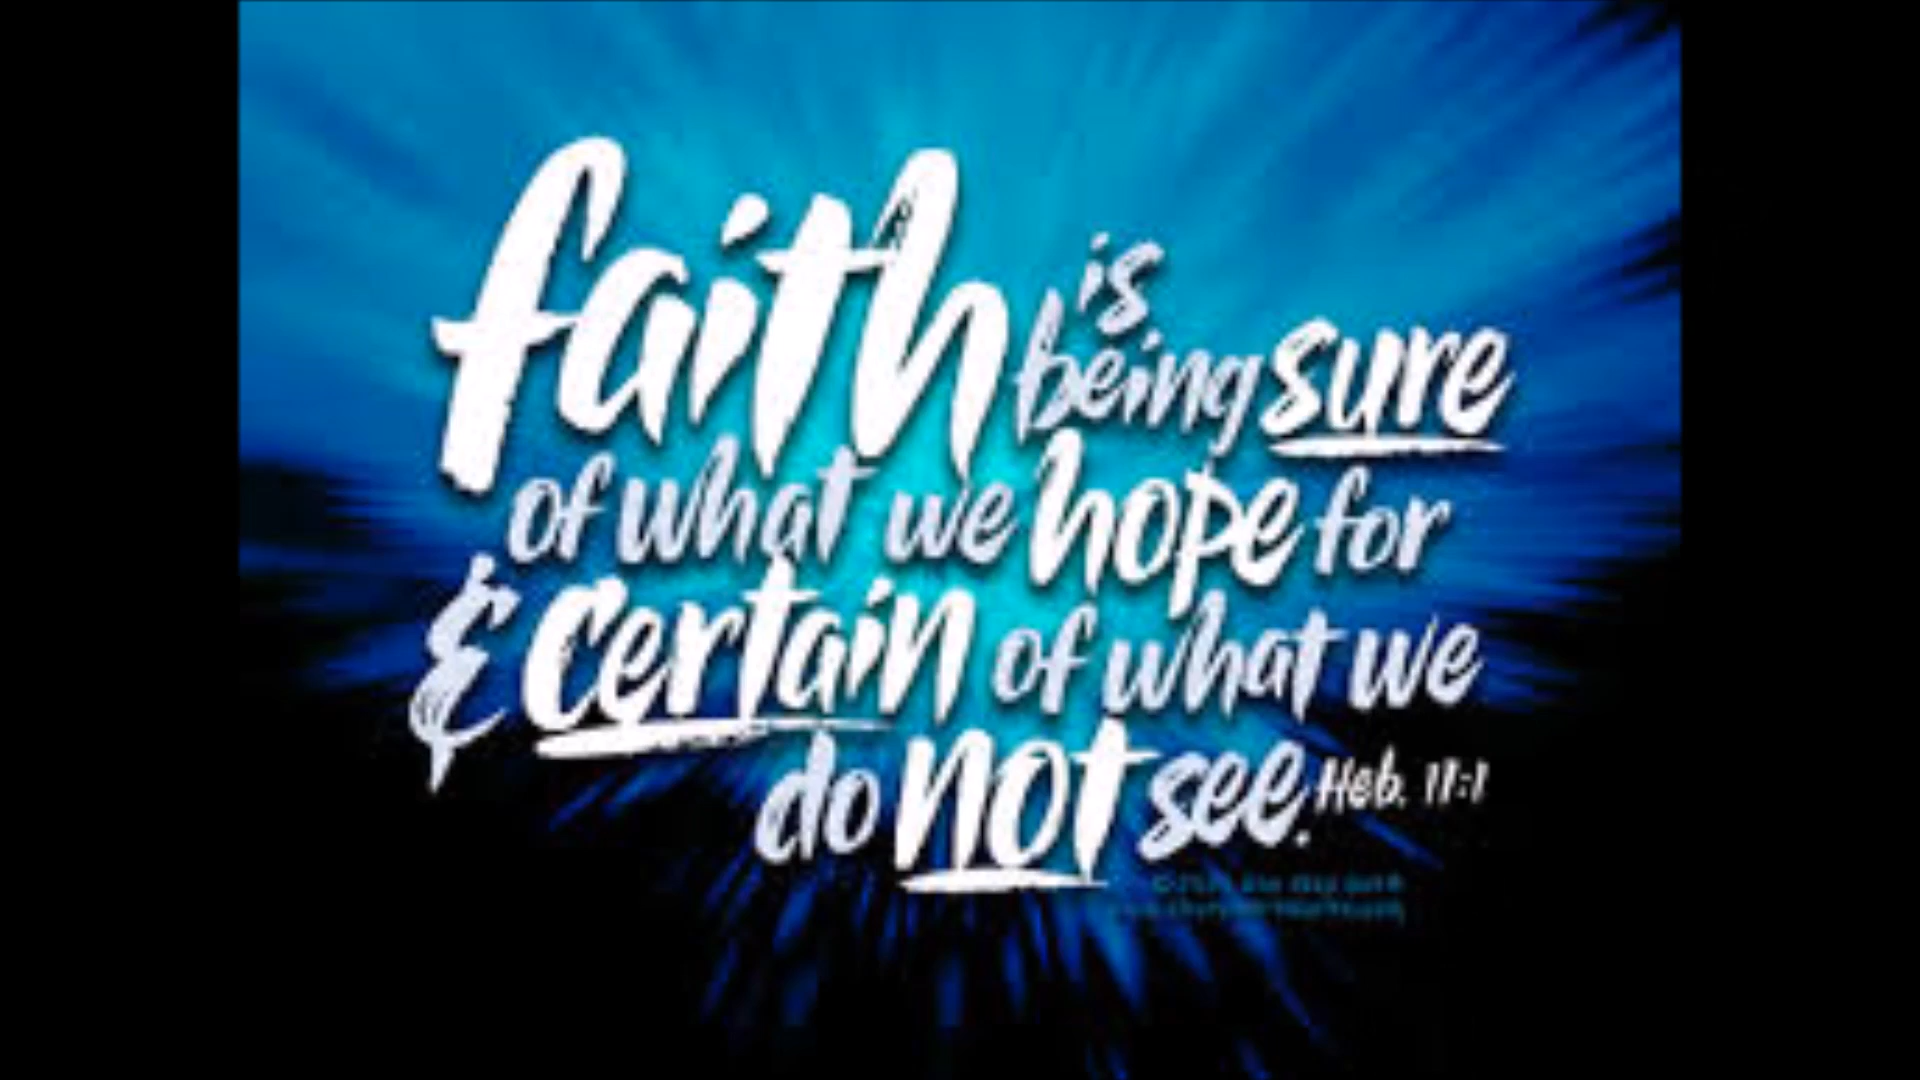 faith is
being sure
of what we hope for
& certain of what we
do not see. Heb. 11:1